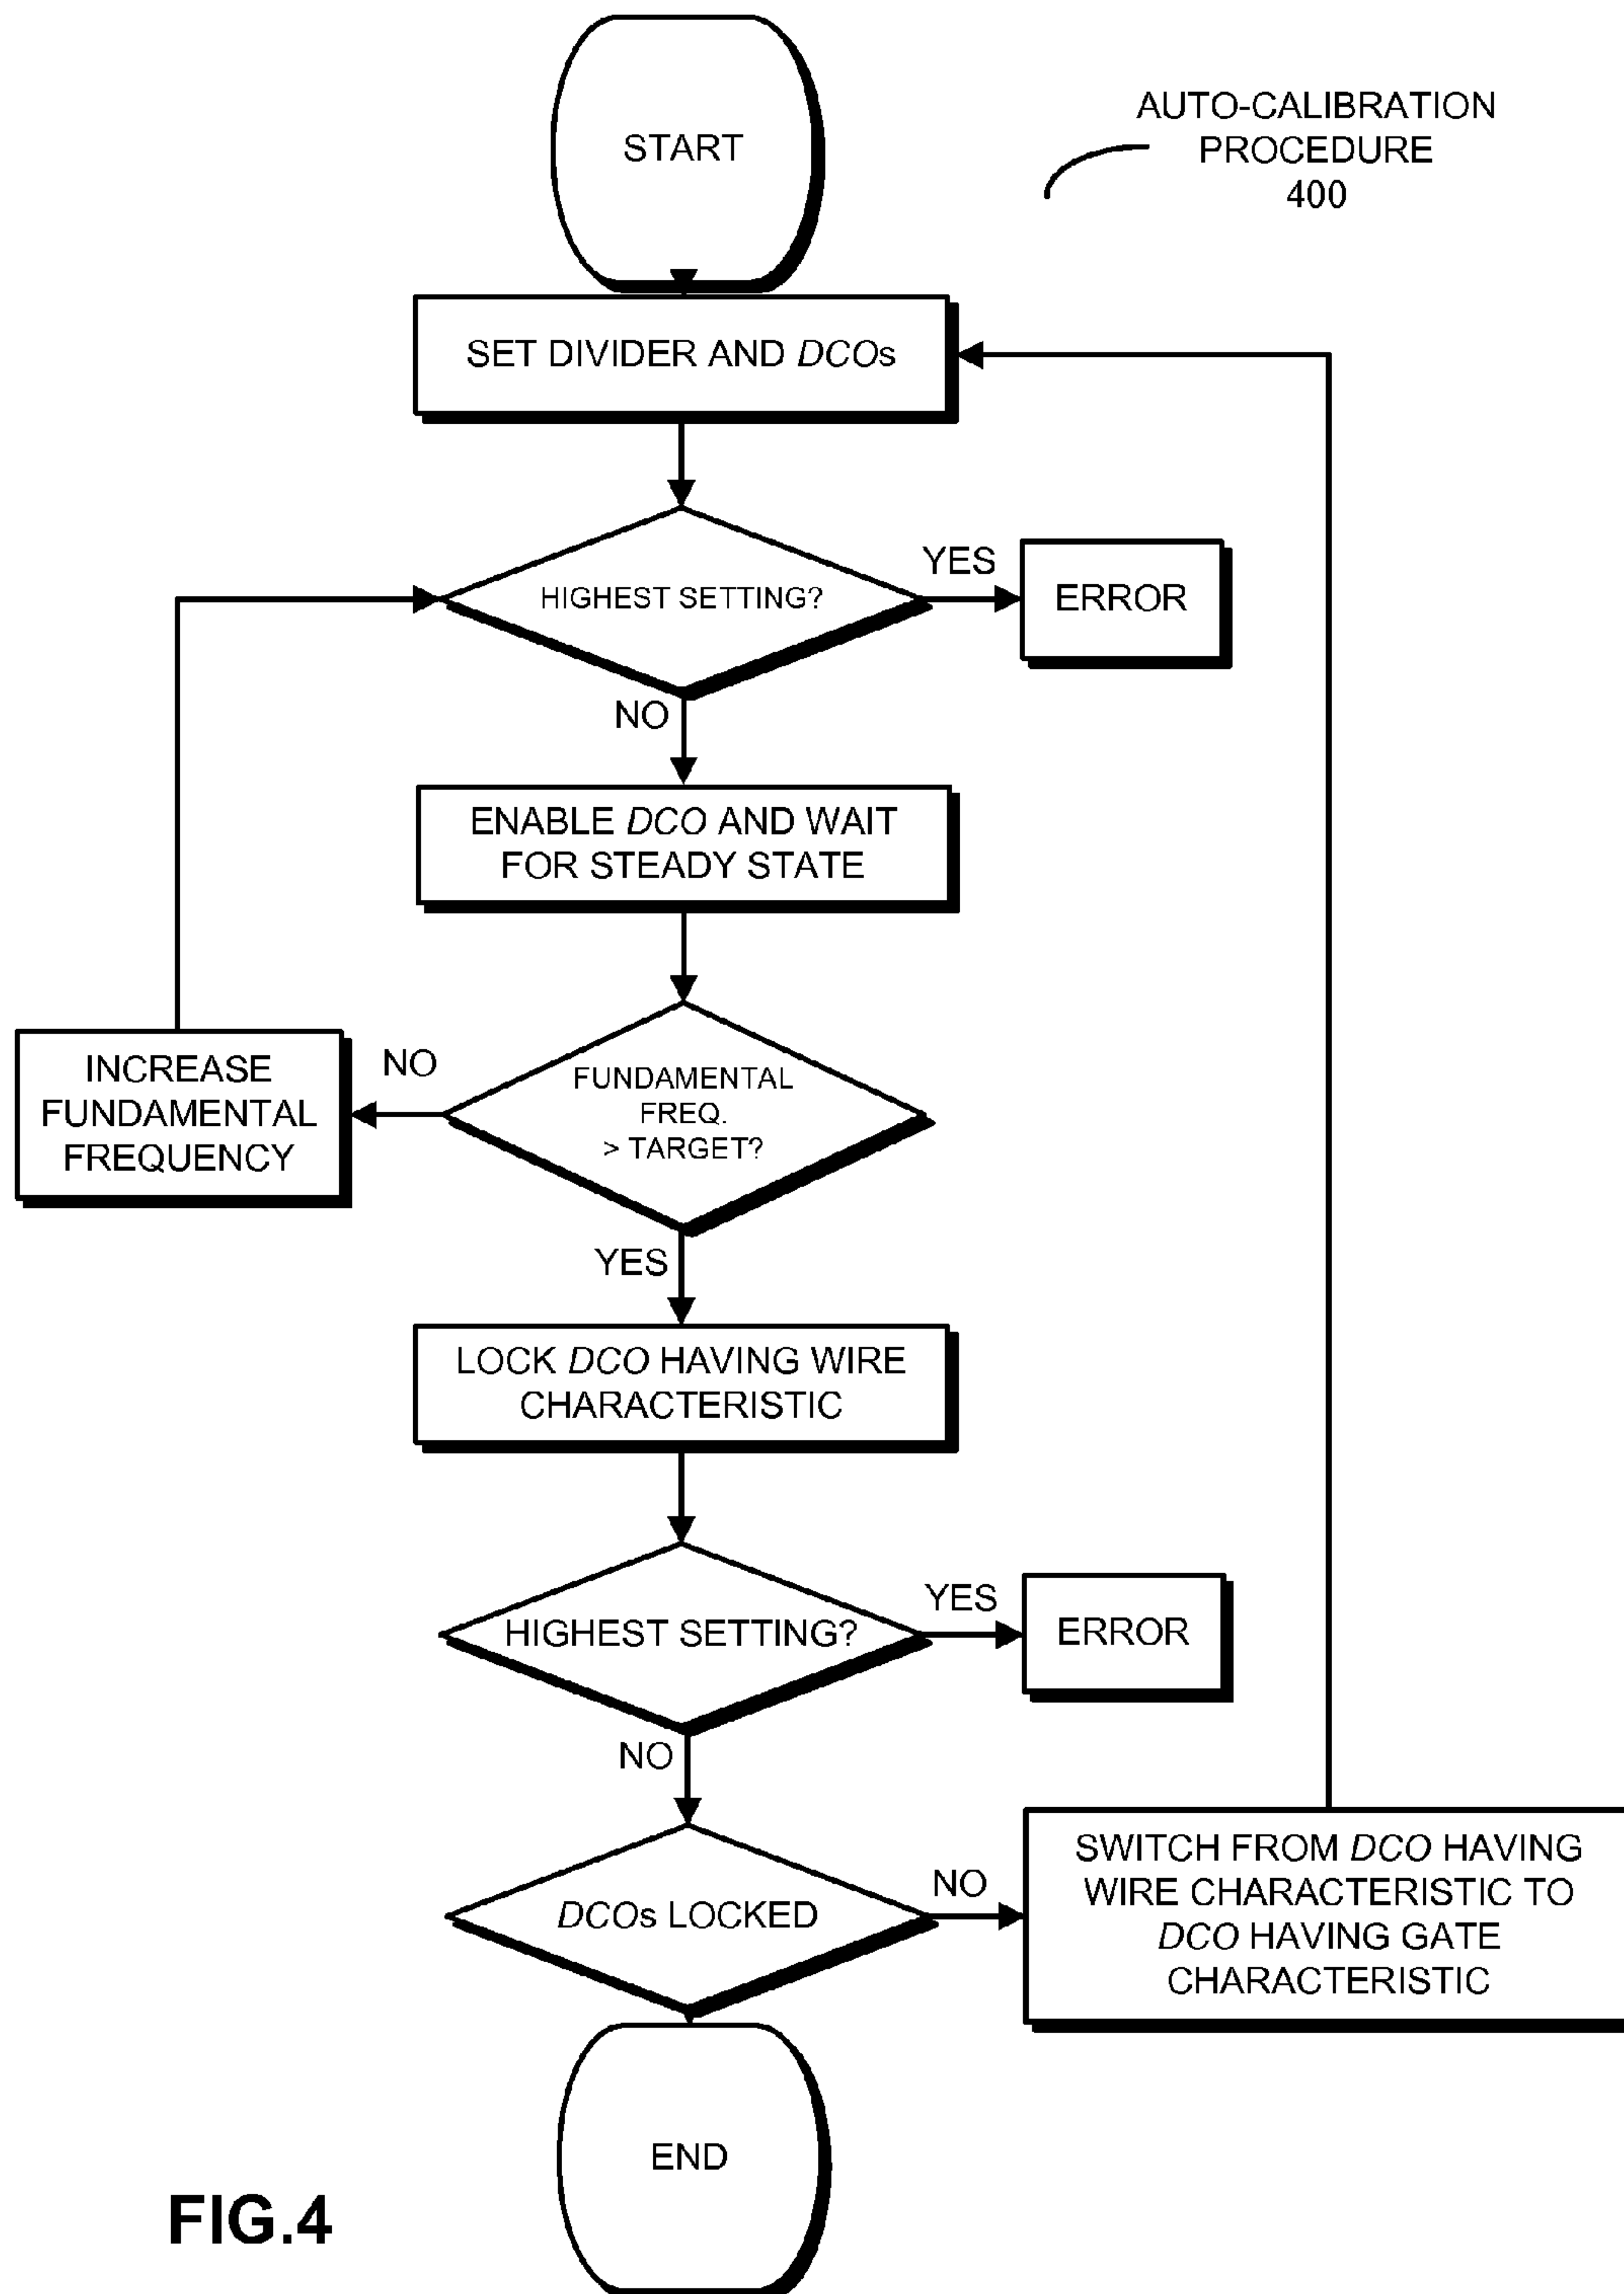 START
AUTO-CALIBRATION
PROCEDURE
400
SET DIVIDER AND DCOs
HIGHEST SETTING?
YES
ERROR
NO
ENABLE DCO AND WAIT
FOR STEADY STATE
INCREASE
FUNDAMENTAL
FREQUENCY
NO
FUNDAMENTAL
FREQ.
> TARGET?
YES
LOCK DCO HAVING WIRE
CHARACTERISTIC
HIGHEST SETTING?
YES
ERROR
NO
DCOs LOCKED
NO
SWITCH FROM DCO HAVING
WIRE CHARACTERISTIC TO
DCO HAVING GATE
CHARACTERISTIC
END
FIG.4